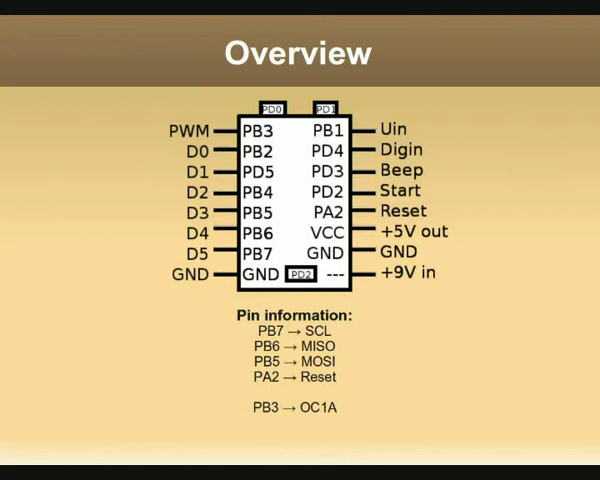 Overview
PD0 PD1
PWM PB3 PB1 Uin
D0 PB2 PD4 Digin
D1 PD5 PD3 Beep
D2 PB4 PD2 Start
D3 PB5 PA2 Reset
D4 PB6 VCC +5V out
D5 PB7 GND GND
GND GND PD2 --- +9V in
Pin information:
PB7 → SCL
PB6 → MISO
PB5 → MOSI
PA2 → Reset
PB3 → OC1A